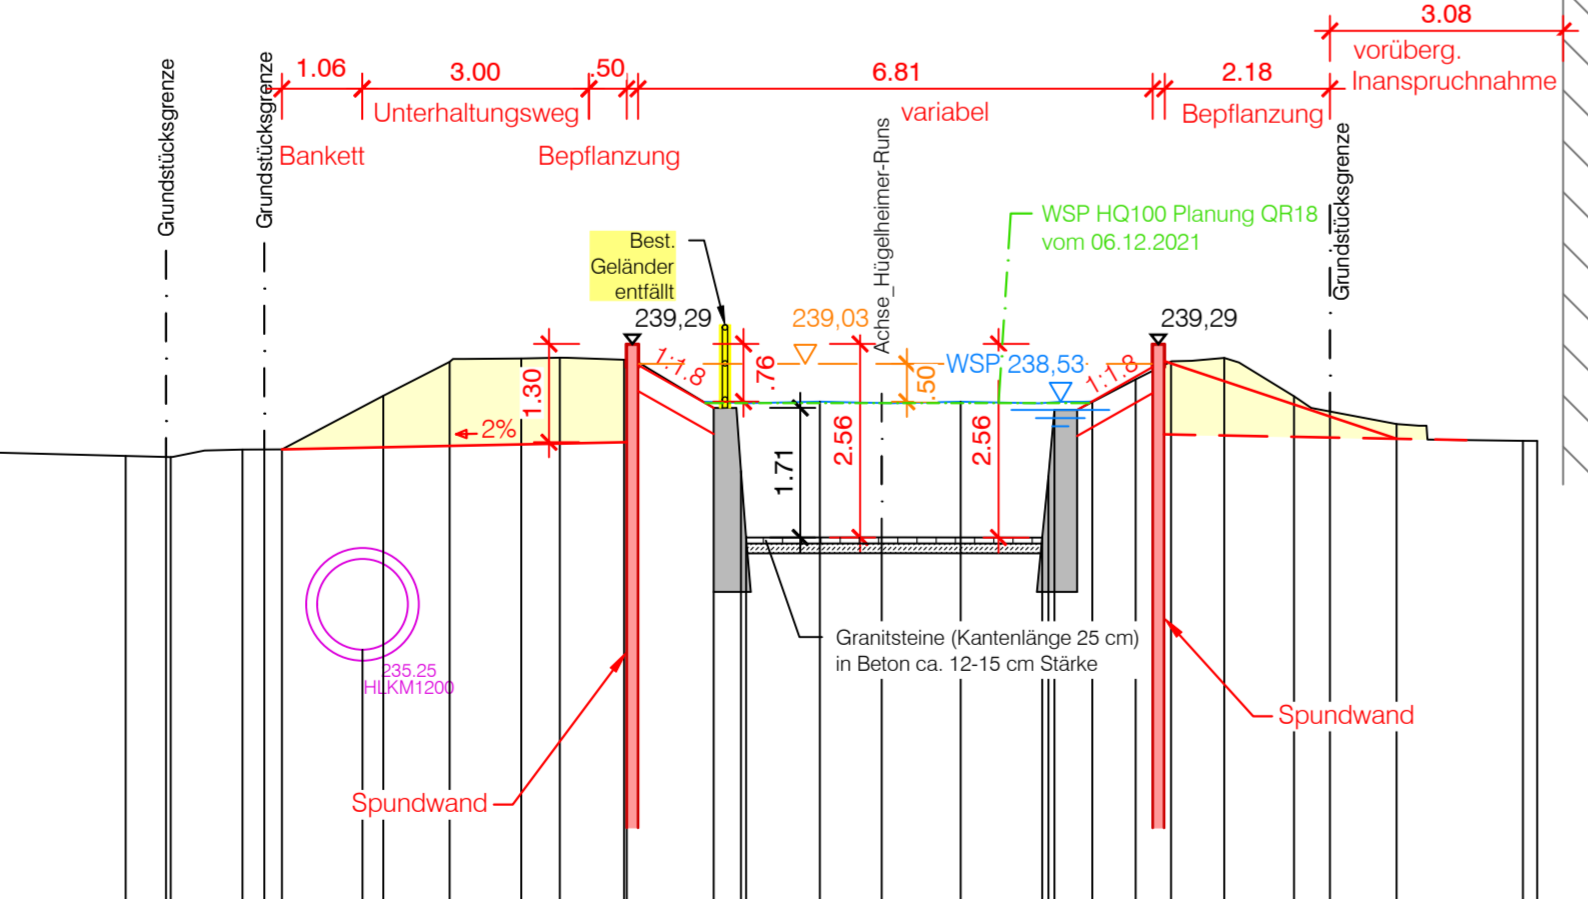 3.08
vorüberg.
Inanspruchnahme
1.06
3.00
.50
6.81
2.18
Unterhaltungsweg
variabel
Bepflanzung
Bankett
Bepflanzung
Grundstücksgrenze
Grundstücksgrenze
Achse_Hügelheimer-Runs
Grundstücksgrenze
WSP HQ100 Planung QR18
vom 06.12.2021
Best.
Geländer
entfällt
239,29
239,03
239,29
1:1.8
.76
WSP 238,53
1:1.8
1.30
.50
2%
2.56
2.56
1.71
Granitsteine (Kantenlänge 25 cm)
in Beton ca. 12-15 cm Stärke
235.25
HLKM1200
Spundwand
Spundwand